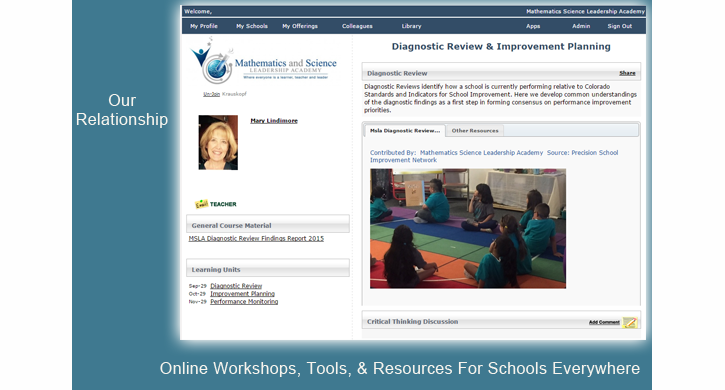 Our
Relationship
Welcome,
Mathematics Science Leadership Academy
My Profile My Schools My Offerings Colleagues Library Apps Admin Sign Out
Mathematics and Science
LEADERSHIP ACADEMY
Where everyone is a learner, teacher and leader
Un-Join Krauskopf
Mary Lindimore
Email TEACHER
General Course Material
MSLA Diagnostic Review Findings Report 2015
Learning Units
Sep-29 Diagnostic Review
Oct-29 Improvement Planning
Nov-29 Performance Monitoring
Diagnostic Review & Improvement Planning
Diagnostic Review Share
Diagnostic Reviews identify how a school is currently performing relative to Colorado
Standards and Indicators for School Improvement. Here we develop common understandings
of the diagnostic findings as a first step in forming consensus on performance improvement
priorities.
Msla Diagnostic Review... Other Resources
Contributed By: Mathematics Science Leadership Academy Source: Precision School
Improvement Network
Critical Thinking Discussion Add Comment
Online Workshops, Tools, & Resources For Schools Everywhere